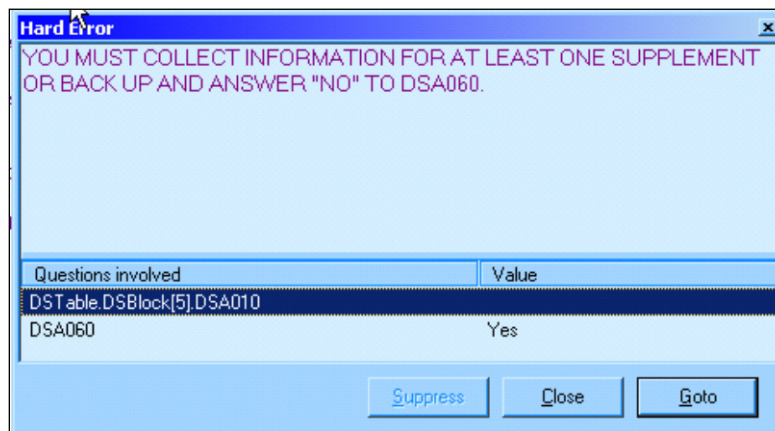 Hard Error
YOU MUST COLLECT INFORMATION FOR AT LEAST ONE SUPPLEMENT
OR BACK UP AND ANSWER "NO" TO DSA060.
Questions involved Value
DSTable.DSBlock[5].DSA010
DSA060 Yes
Suppress Close Goto